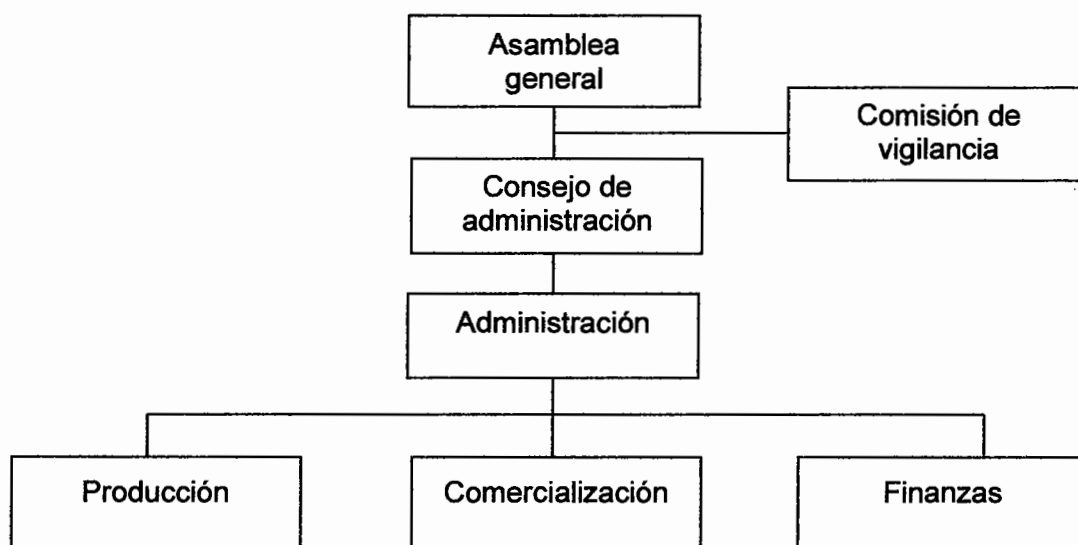 Asamblea
general
Comisión de
vigilancia
Consejo de
administración
Administración
Producción
Comercialización
Finanzas